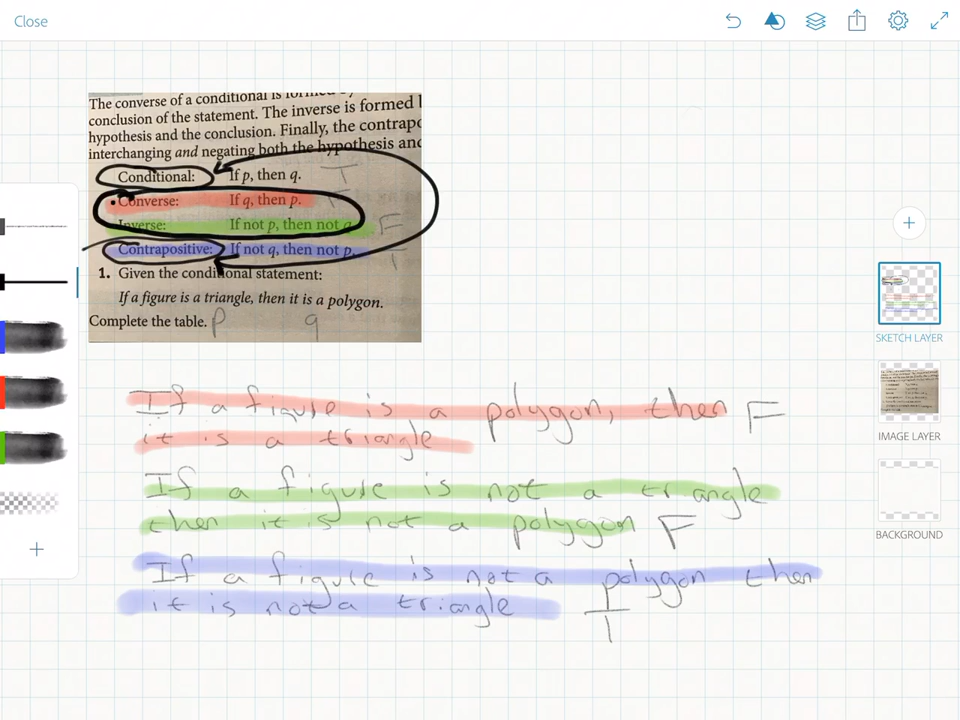 Close
The converse of a conditional is formed by
conclusion of the statement. The inverse is formed
hypothesis and the conclusion. Finally, the contrapo
interchanging and negating both the hypothesis and
Conditional: If p, then q. T
Converse: If q, then p. F
Inverse: If not p, then not q. F
Contrapositive: If not q, then not p. T
1. Given the conditional statement:
If a figure is a triangle, then it is a polygon.
Complete the table. p q
SKETCH LAYER
IMAGE LAYER
BACKGROUND
If a figure is a polygon, then F
it is a triangle
If a figure is not a triangle
then it is not a polygon F
If a figure is not a polygon then
it is not a triangle T